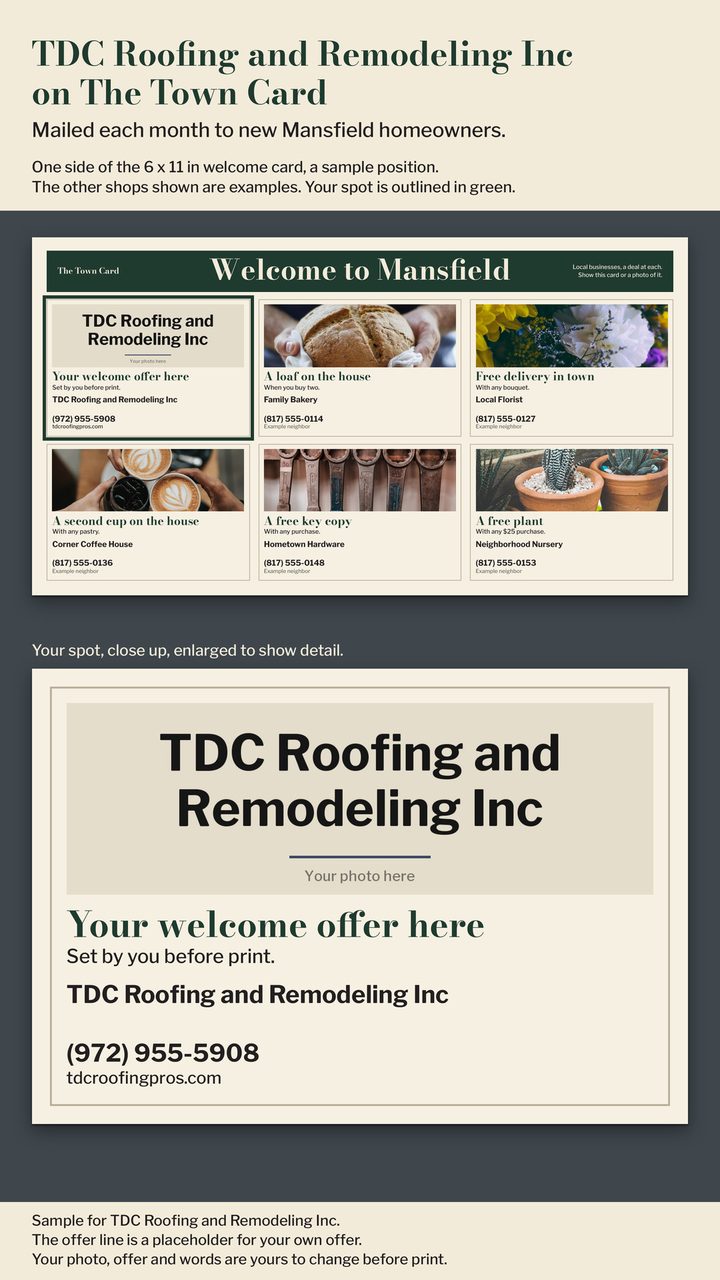 TDC Roofing and Remodeling Inc
on The Town Card
Mailed each month to new Mansfield homeowners.
One side of the 6 x 11 in welcome card, a sample position.
The other shops shown are examples. Your spot is outlined in green.
The Town Card
Welcome to Mansfield
Local businesses, a deal at each.
Show this card or a photo of it.
TDC Roofing and
Remodeling Inc
Your photo here
Your welcome offer here
Set by you before print.
TDC Roofing and Remodeling Inc
(972) 955-5908
tdcroofingpros.com
A loaf on the house
When you buy two.
Family Bakery
(817) 555-0114
Example neighbor
Free delivery in town
With any bouquet.
Local Florist
(817) 555-0127
Example neighbor
A second cup on the house
With any pastry.
Corner Coffee House
(817) 555-0136
Example neighbor
A free key copy
With any purchase.
Hometown Hardware
(817) 555-0148
Example neighbor
A free plant
With any $25 purchase.
Neighborhood Nursery
(817) 555-0153
Example neighbor
Your spot, close up, enlarged to show detail.
TDC Roofing and
Remodeling Inc
Your photo here
Your welcome offer here
Set by you before print.
TDC Roofing and Remodeling Inc
(972) 955-5908
tdcroofingpros.com
Sample for TDC Roofing and Remodeling Inc.
The offer line is a placeholder for your own offer.
Your photo, offer and words are yours to change before print.